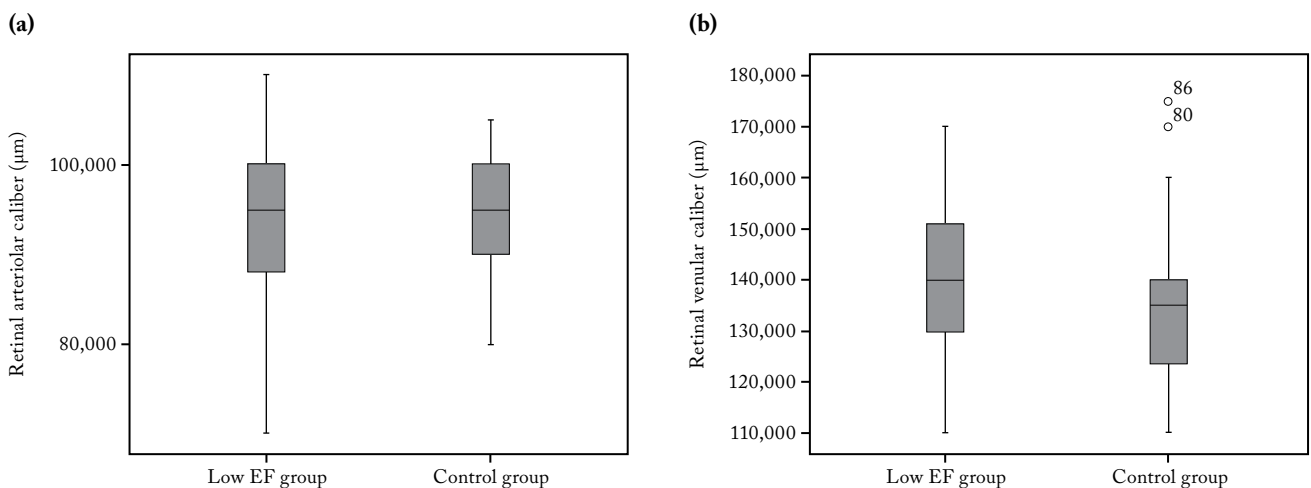 (a)
Retinal arteriolar caliber (μm)
100,000
80,000
Low EF group
Control group
(b)
Retinal venular caliber (μm)
180,000
170,000
160,000
150,000
140,000
130,000
120,000
110,000
86
80
Low EF group
Control group